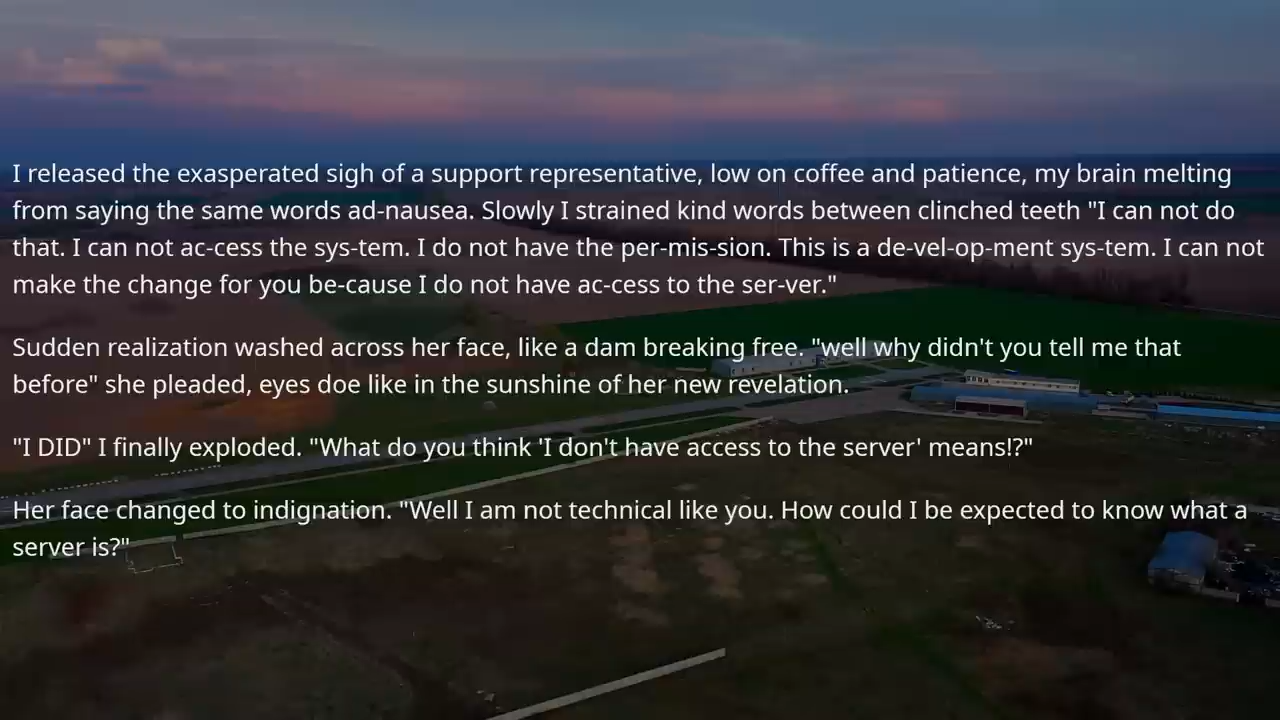 I released the exasperated sigh of a support representative, low on coffee and patience, my brain melting
from saying the same words ad-nausea. Slowly I strained kind words between clinched teeth "I can not do
that. I can not ac-cess the sys-tem. I do not have the per-mis-sion. This is a de-vel-op-ment sys-tem. I can not
make the change for you be-cause I do not have ac-cess to the ser-ver."
Sudden realization washed across her face, like a dam breaking free. "well why didn't you tell me that
before" she pleaded, eyes doe like in the sunshine of her new revelation.
"I DID" I finally exploded. "What do you think 'I don't have access to the server' means!?"
Her face changed to indignation. "Well I am not technical like you. How could I be expected to know what a
server is?"